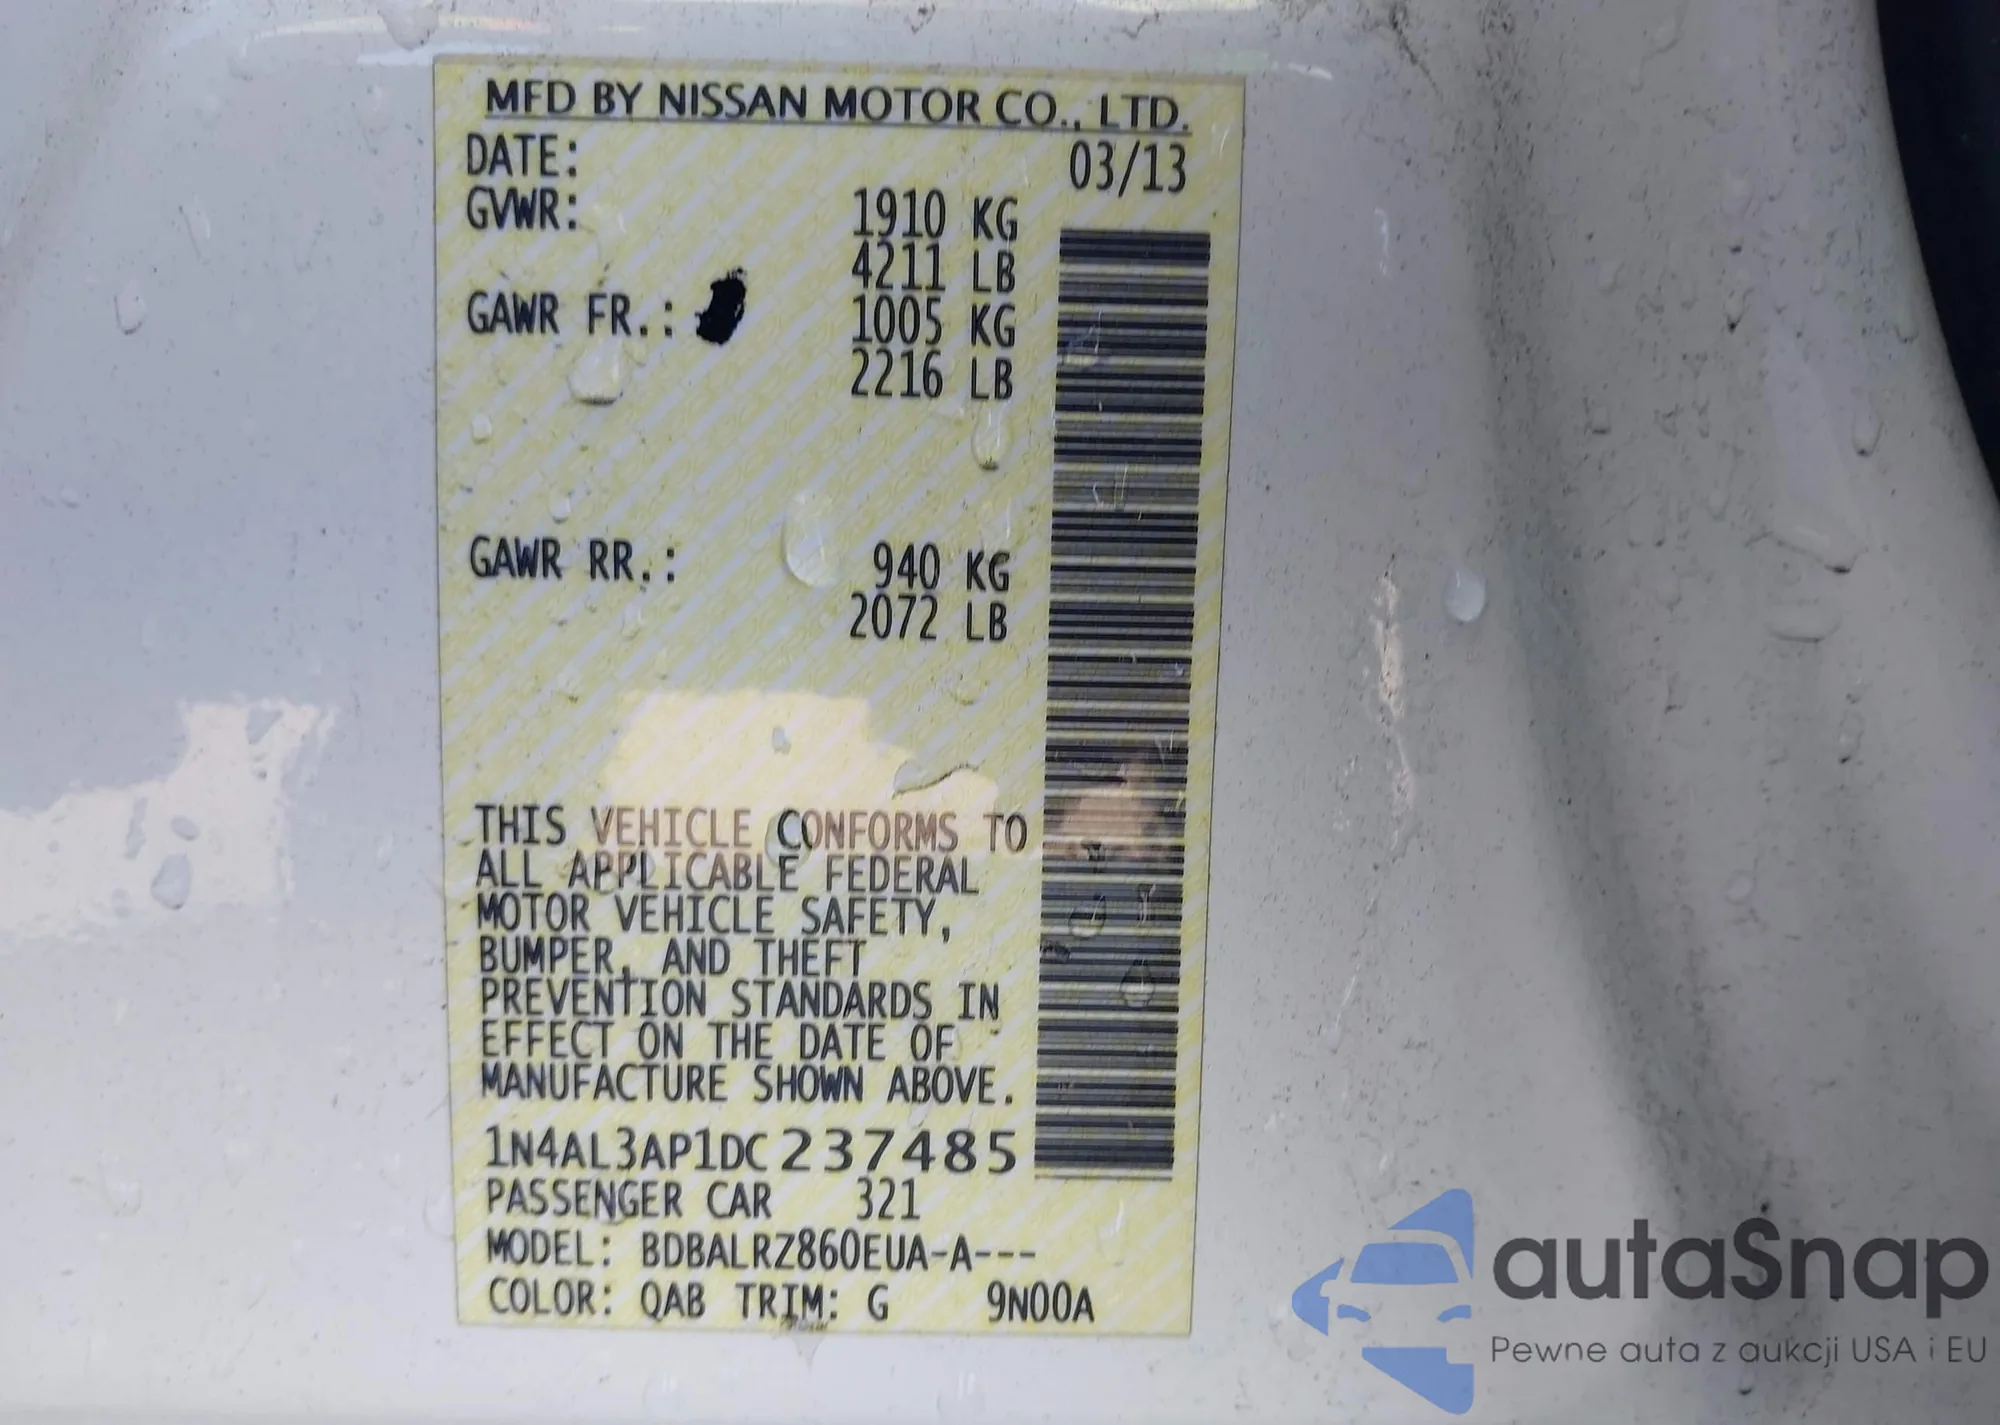 MFD BY NISSAN MOTOR CO., LTD.
DATE: 03/13
GVWR: 1910 KG
4211 LB
GAWR FR.: 1005 KG
2216 LB
GAWR RR.: 940 KG
2072 LB
THIS VEHICLE CONFORMS TO
ALL APPLICABLE FEDERAL
MOTOR VEHICLE SAFETY,
BUMPER, AND THEFT
PREVENTION STANDARDS IN
EFFECT ON THE DATE OF
MANUFACTURE SHOWN ABOVE.
1N4AL3AP1DC237485
PASSENGER CAR 321
MODEL: BDBALRZ860EUA-A---
COLOR: QAB TRIM: G 9N00A
autaSnap
Pewne auta z aukcji USA i EU